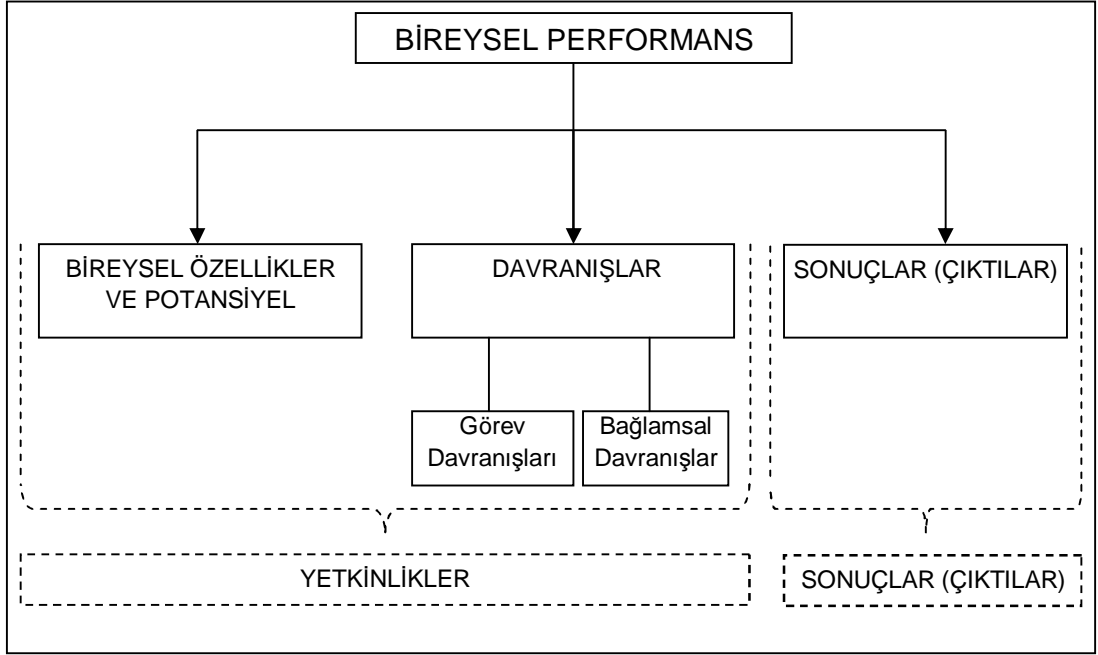 BİREYSEL PERFORMANS
BİREYSEL ÖZELLİKLER
VE POTANSİYEL
DAVRANIŞLAR
SONUÇLAR (ÇIKTILAR)
Görev
Davranışları
Bağlamsal
Davranışlar
YETKİNLİKLER
SONUÇLAR (ÇIKTILAR)